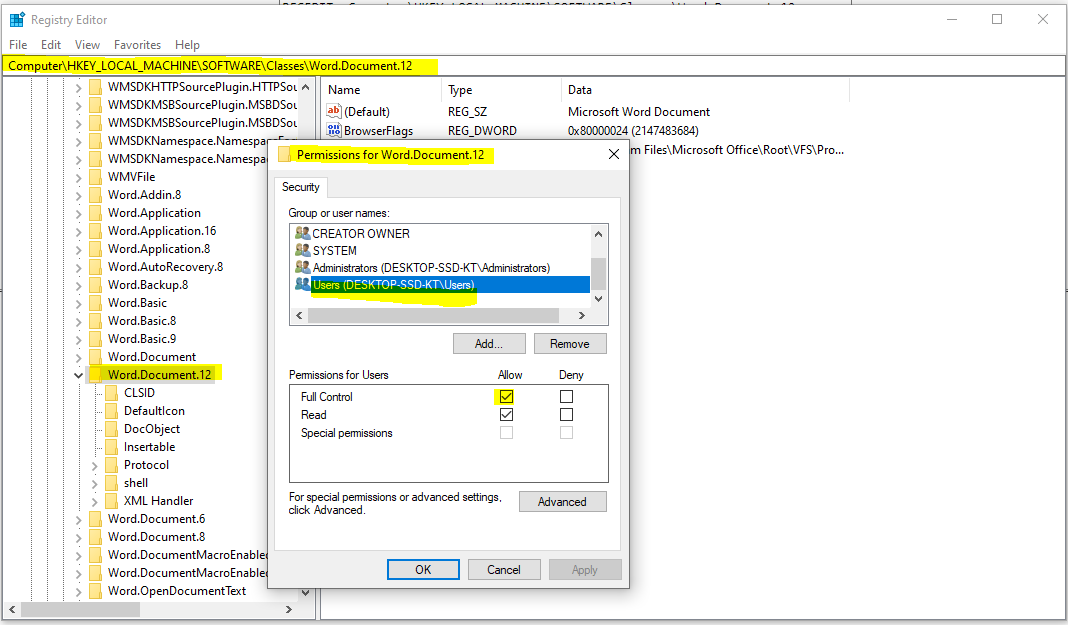 Registry Editor
File Edit View Favorites Help
Computer\HKEY_LOCAL_MACHINE\SOFTWARE\Classes\Word.Document.12
WMSDKHTTPSourcePlugin.HTTPSou
WMSDKMSBSourcePlugin.MSBDSou
WMSDKMSBSourcePlugin.MSBDSou
WMSDKNamespace.Namespace
WMSDKNamespace.Namespac
WMVFile
Word.Addin.8
Word.Application
Word.Application.16
Word.Application.8
Word.AutoRecovery.8
Word.Backup.8
Word.Basic
Word.Basic.8
Word.Basic.9
Word.Document
Word.Document.12
CLSID
DefaultIcon
DocObject
Insertable
Protocol
shell
XML Handler
Word.Document.6
Word.Document.8
Word.DocumentMacroEnabled
Word.DocumentMacroEnabled
Word.OpenDocumentText
Name Type Data
(Default) REG_SZ Microsoft Word Document
BrowserFlags REG_DWORD 0x80000024 (2147483684)
m Files\Microsoft Office\Root\VFS\Pro...
Permissions for Word.Document.12
Security
Group or user names:
CREATOR OWNER
SYSTEM
Administrators (DESKTOP-SSD-KT\Administrators)
Users (DESKTOP-SSD-KT\Users)
Add... Remove
Permissions for Users Allow Deny
Full Control
Read
Special permissions
For special permissions or advanced settings,
click Advanced.
Advanced
OK Cancel Apply